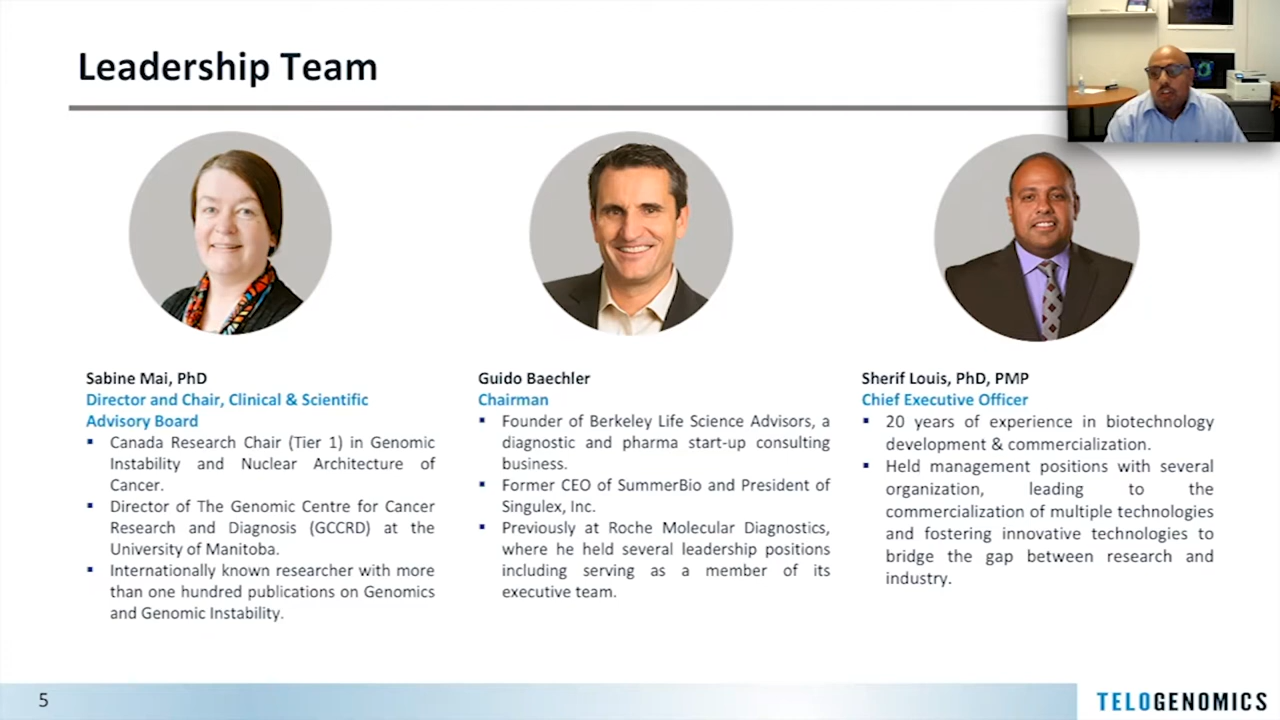 Leadership Team
Sabine Mai, PhD
Director and Chair, Clinical & Scientific
Advisory Board
▪ Canada Research Chair (Tier 1) in Genomic
Instability and Nuclear Architecture of
Cancer.
▪ Director of The Genomic Centre for Cancer
Research and Diagnosis (GCCRD) at the
University of Manitoba.
▪ Internationally known researcher with more
than one hundred publications on Genomics
and Genomic Instability.
Guido Baechler
Chairman
▪ Founder of Berkeley Life Science Advisors, a
diagnostic and pharma start-up consulting
business.
▪ Former CEO of SummerBio and President of
Singulex, Inc.
▪ Previously at Roche Molecular Diagnostics,
where he held several leadership positions
including serving as a member of its
executive team.
Sherif Louis, PhD, PMP
Chief Executive Officer
▪ 20 years of experience in biotechnology
development & commercialization.
▪ Held management positions with several
organization, leading to the
commercialization of multiple technologies
and fostering innovative technologies to
bridge the gap between research and
industry.
5
TELOGENOMICS